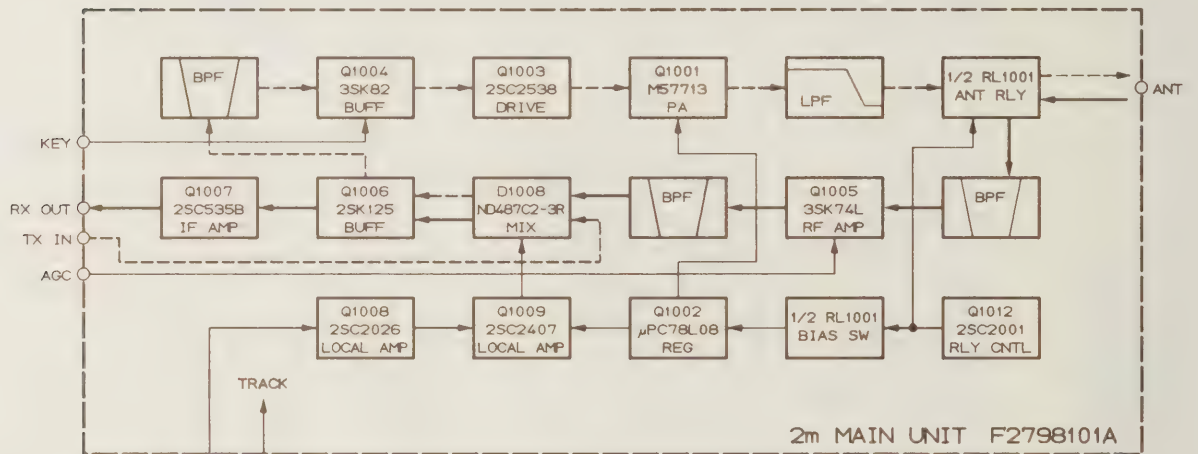 BPF
Q1004
3SK82
BUFF
Q1003
2SC2538
DRIVE
Q1001
M57713
PA
LPF
1/2 RL1001
ANT RLY
ANT
KEY
RX OUT
TX IN
AGC
Q1007
2SC535B
IF AMP
Q1006
2SK125
BUFF
D1008
ND487C2-3R
MIX
BPF
Q1005
3SK74L
RF AMP
BPF
Q1008
2SC2026
LOCAL AMP
Q1009
2SC2407
LOCAL AMP
Q1002
µPC78L08
REG
1/2 RL1001
BIAS SW
Q1012
2SC2001
RLY CNTL
TRACK
2m MAIN UNIT F2798101A